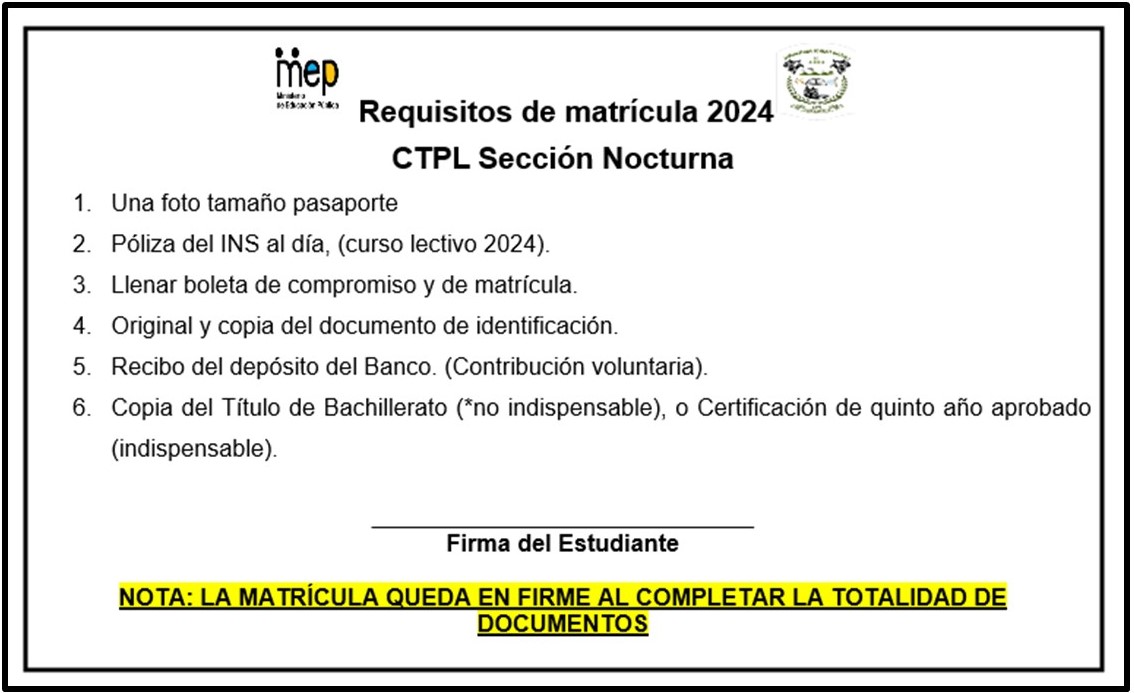 mep
Ministerio
de Educación Pública
Requisitos de matrícula 2024
CTPL Sección Nocturna
1. Una foto tamaño pasaporte
2. Póliza del INS al día, (curso lectivo 2024).
3. Llenar boleta de compromiso y de matrícula.
4. Original y copia del documento de identificación.
5. Recibo del depósito del Banco. (Contribución voluntaria).
6. Copia del Título de Bachillerato (*no indispensable), o Certificación de quinto año aprobado
(indispensable).
Firma del Estudiante
NOTA: LA MATRÍCULA QUEDA EN FIRME AL COMPLETAR LA TOTALIDAD DE
DOCUMENTOS